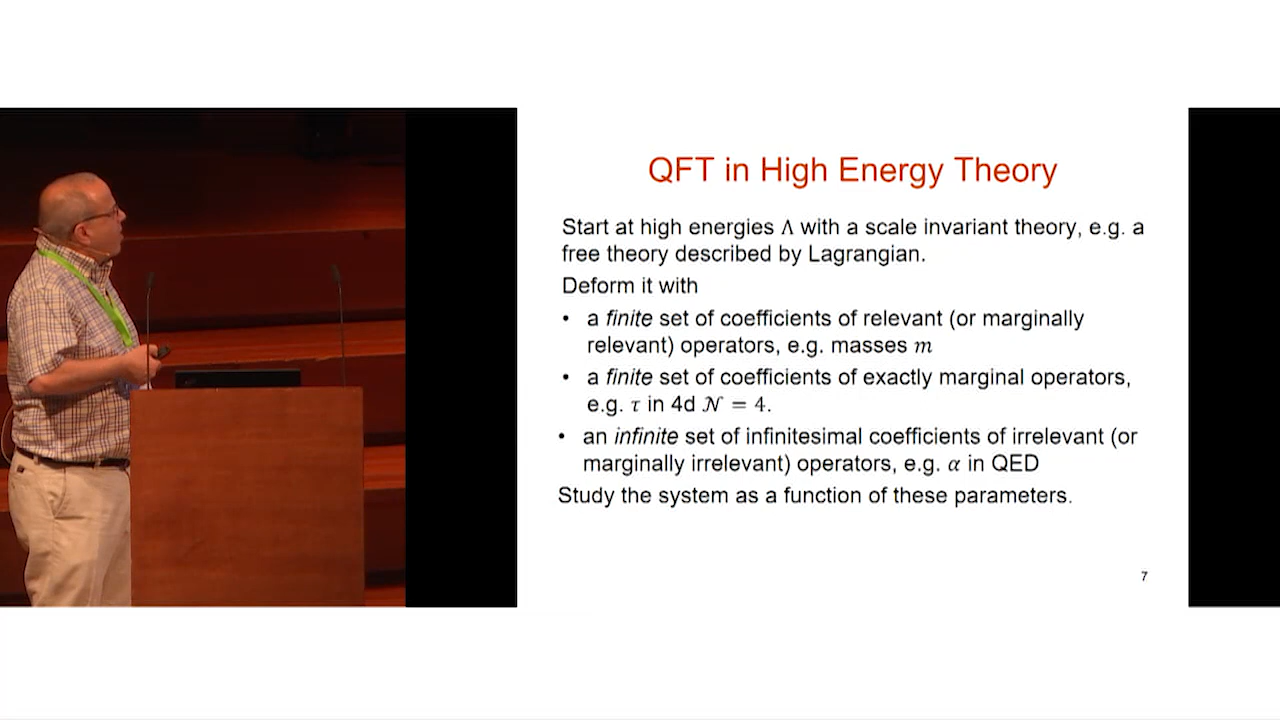 QFT in High Energy Theory
Start at high energies Λ with a scale invariant theory, e.g. a
free theory described by Lagrangian.
Deform it with
• a finite set of coefficients of relevant (or marginally
relevant) operators, e.g. masses m
• a finite set of coefficients of exactly marginal operators,
e.g. τ in 4d 𝒩 = 4.
• an infinite set of infinitesimal coefficients of irrelevant (or
marginally irrelevant) operators, e.g. α in QED
Study the system as a function of these parameters.
7